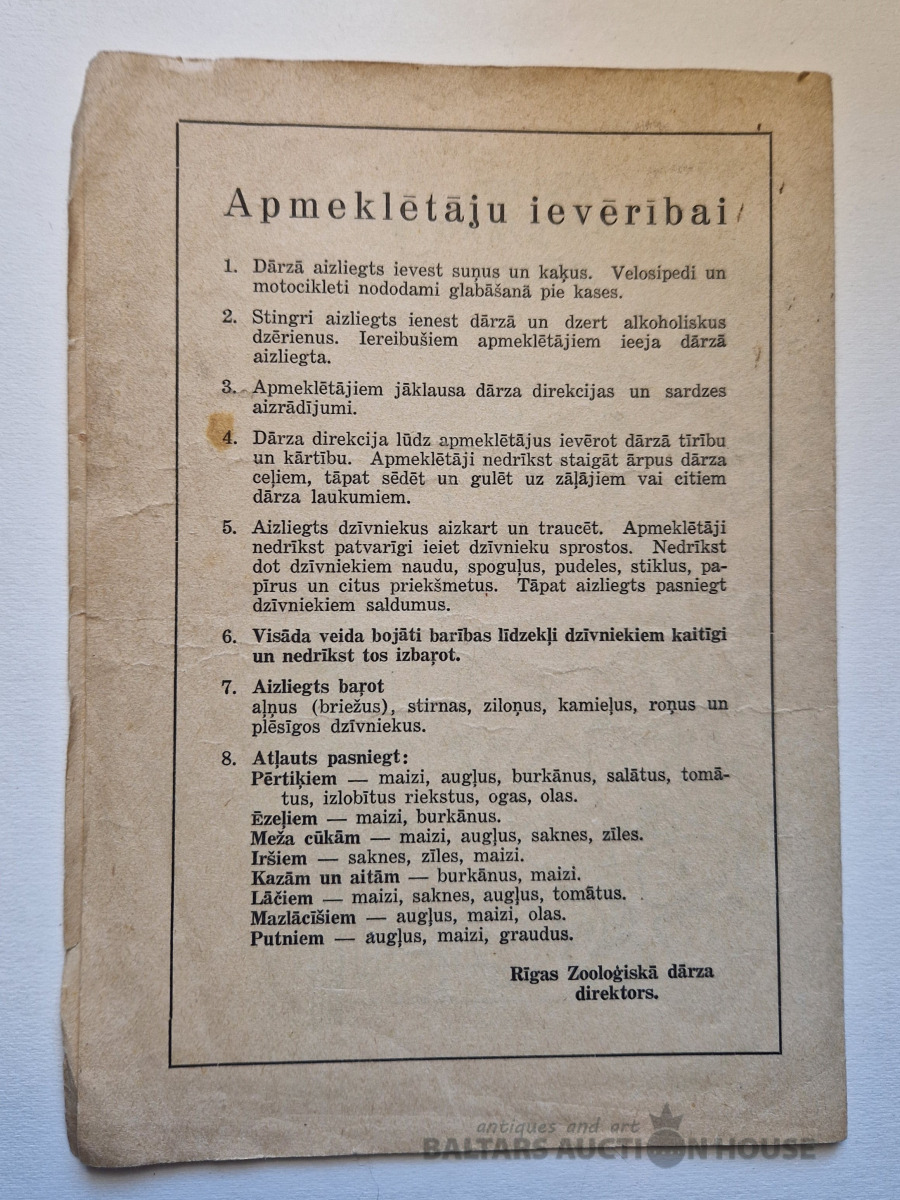 Apmeklētāju ievērībai
1. Dārzā aizliegts ievest suņus un kaķus. Velosipedi un
motocikleti nododami glabāšanā pie kases.
2. Stingri aizliegts ienest dārzā un dzert alkoholiskus
dzērienus. Iereibušiem apmeklētājiem ieeja dārzā
aizliegta.
3. Apmeklētājiem jāklausa dārza direkcijas un sardzes
aizrādījumi.
4. Dārza direkcija lūdz apmeklētājus ievērot dārzā tīrību
un kārtību. Apmeklētāji nedrīkst staigāt ārpus dārza
ceļiem, tāpat sēdēt un gulēt uz zāļājiem vai citiem
dārza laukumiem.
5. Aizliegts dzīvniekus aizkart un traucēt. Apmeklētāji
nedrīkst patvarīgi ieiet dzīvnieku sprostos. Nedrīkst
dot dzīvniekiem naudu, spoguļus, pudeles, stiklus, pa-
pīrus un citus priekšmetus. Tāpat aizliegts pasniegt
dzīvniekiem saldumus.
6. Visāda veida bojāti barības līdzekļi dzīvniekiem kaitīgi
un nedrīkst tos izbaŗot.
7. Aizliegts baŗot
aļņus (briežus), stirnas, ziloņus, kamieļus, roņus un
plēsīgos dzīvniekus.
8. Atļauts pasniegt:
Pērtiķiem — maizi, augļus, burkānus, salātus, tomā-
tus, izlobītus riekstus, ogas, olas.
Ēzeļiem — maizi, burkānus.
Meža cūkām — maizi, augļus, saknes, zīles.
Iršiem — saknes, zīles, maizi.
Kazām un aitām — burkānus, maizi.
Lāčiem — maizi, saknes, augļus, tomātus.
Mazlācīšiem — augļus, maizi, olas.
Putniem — augļus, maizi, graudus.
Rīgas Zooloģiskā dārza
direktors.
antiques and art
BALTARS AUCTION HOUSE